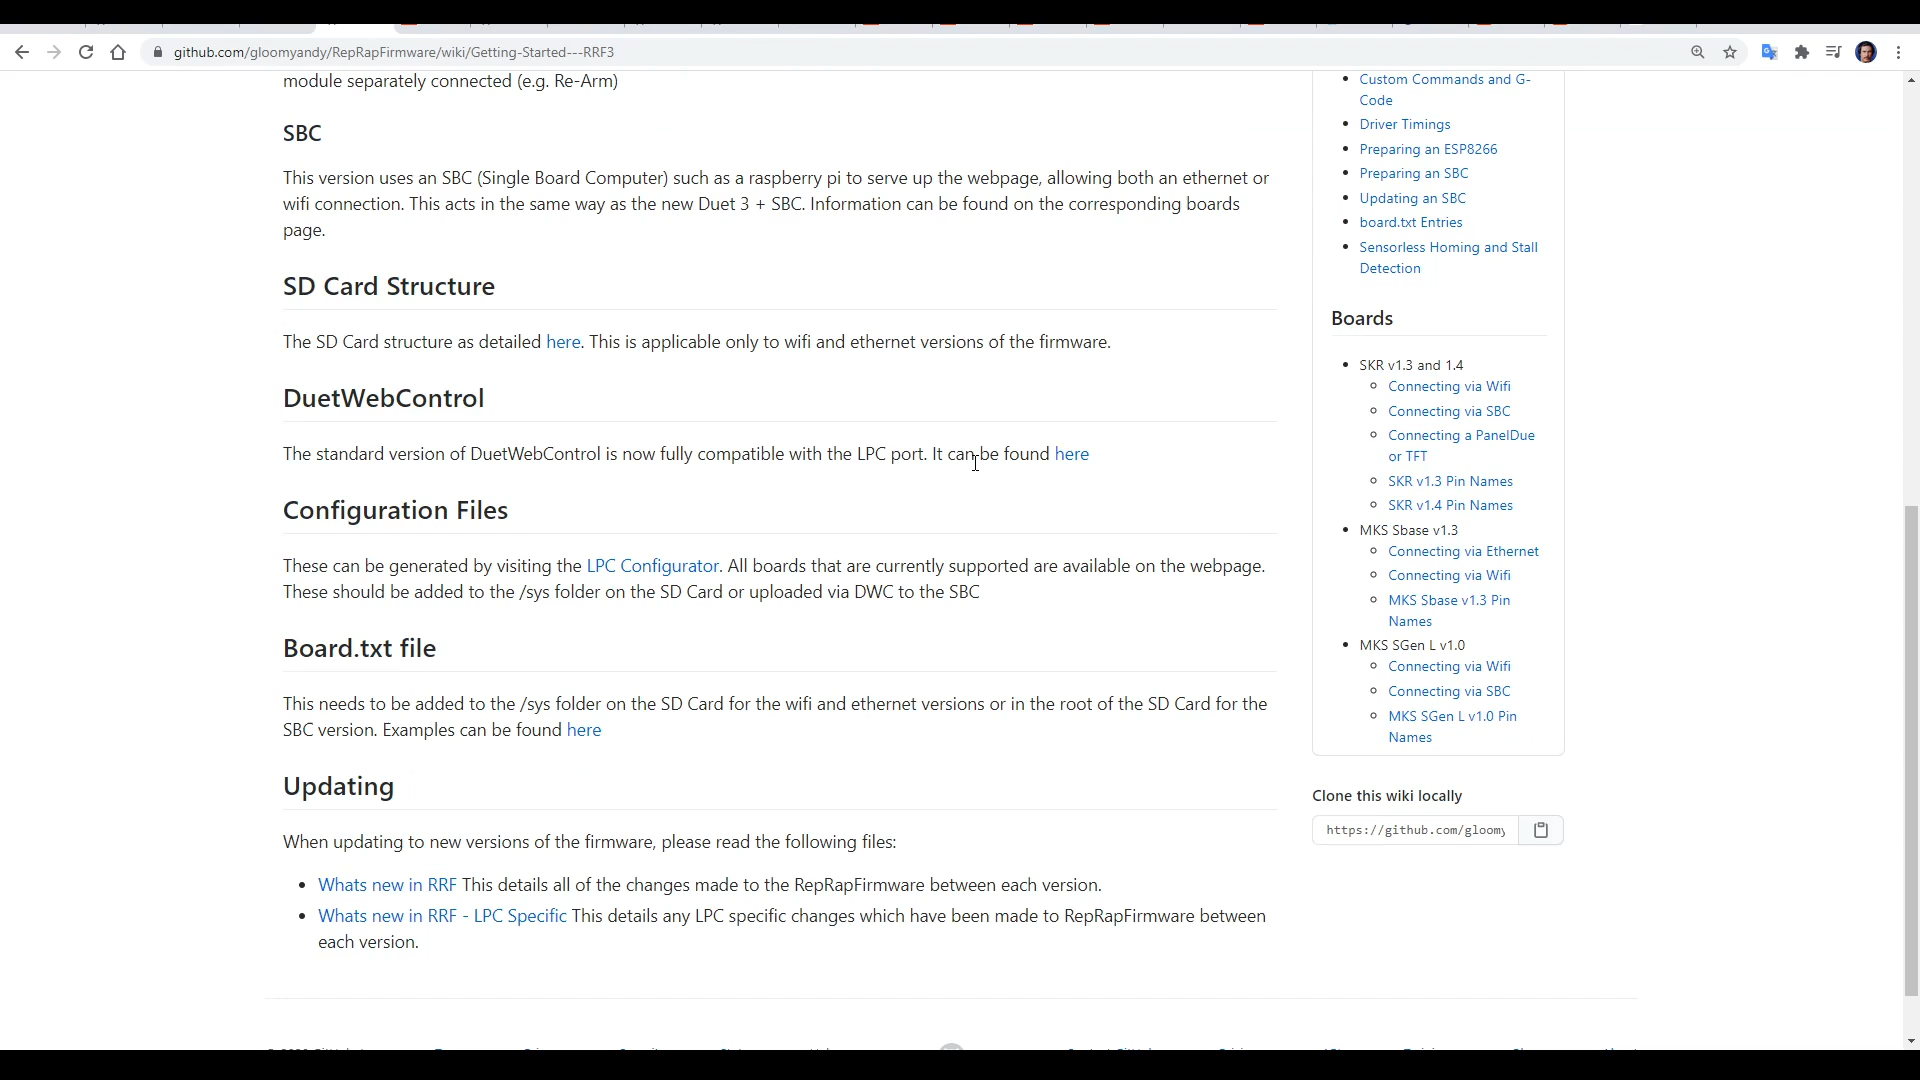 github.com/gloomyandy/RepRapFirmware/wiki/Getting-Started---RRF3
module separately connected (e.g. Re-Arm)
SBC
This version uses an SBC (Single Board Computer) such as a raspberry pi to serve up the webpage, allowing both an ethernet or
wifi connection. This acts in the same way as the new Duet 3 + SBC. Information can be found on the corresponding boards
page.
SD Card Structure
The SD Card structure as detailed here. This is applicable only to wifi and ethernet versions of the firmware.
DuetWebControl
The standard version of DuetWebControl is now fully compatible with the LPC port. It can be found here
Configuration Files
These can be generated by visiting the LPC Configurator. All boards that are currently supported are available on the webpage.
These should be added to the /sys folder on the SD Card or uploaded via DWC to the SBC
Board.txt file
This needs to be added to the /sys folder on the SD Card for the wifi and ethernet versions or in the root of the SD Card for the
SBC version. Examples can be found here
Updating
When updating to new versions of the firmware, please read the following files:
Whats new in RRF This details all of the changes made to the RepRapFirmware between each version.
Whats new in RRF - LPC Specific This details any LPC specific changes which have been made to RepRapFirmware between
each version.
Custom Commands and G-
Code
Driver Timings
Preparing an ESP8266
Preparing an SBC
Updating an SBC
board.txt Entries
Sensorless Homing and Stall
Detection
Boards
SKR v1.3 and 1.4
Connecting via Wifi
Connecting via SBC
Connecting a PanelDue
or TFT
SKR v1.3 Pin Names
SKR v1.4 Pin Names
MKS Sbase v1.3
Connecting via Ethernet
Connecting via Wifi
MKS Sbase v1.3 Pin
Names
MKS SGen L v1.0
Connecting via Wifi
Connecting via SBC
MKS SGen L v1.0 Pin
Names
Clone this wiki locally
https://github.com/gloomy